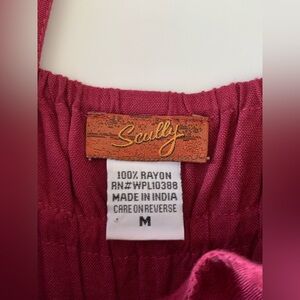 Scully
100% RAYON
RN#WPL10388
MADE IN INDIA
CARE ON REVERSE
M